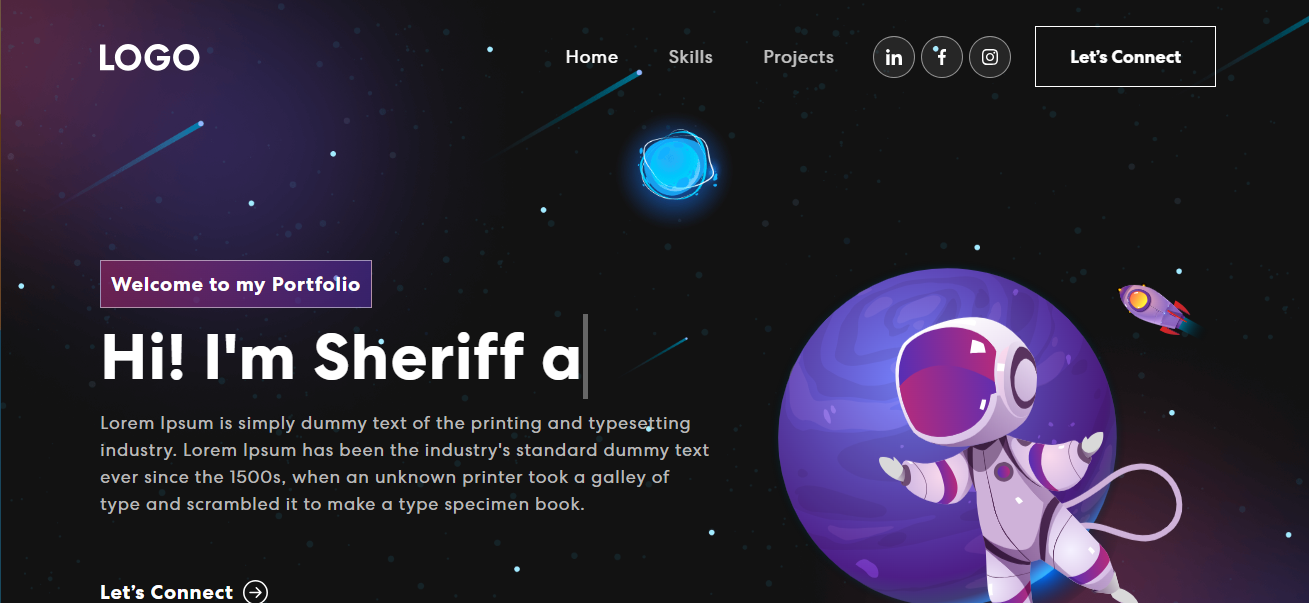 LOGO
Home
Skills
Projects
in
f
Let’s Connect
Welcome to my Portfolio
Hi! I'm Sheriff a
Lorem Ipsum is simply dummy text of the printing and typesetting
industry. Lorem Ipsum has been the industry's standard dummy text
ever since the 1500s, when an unknown printer took a galley of
type and scrambled it to make a type specimen book.
Let’s Connect